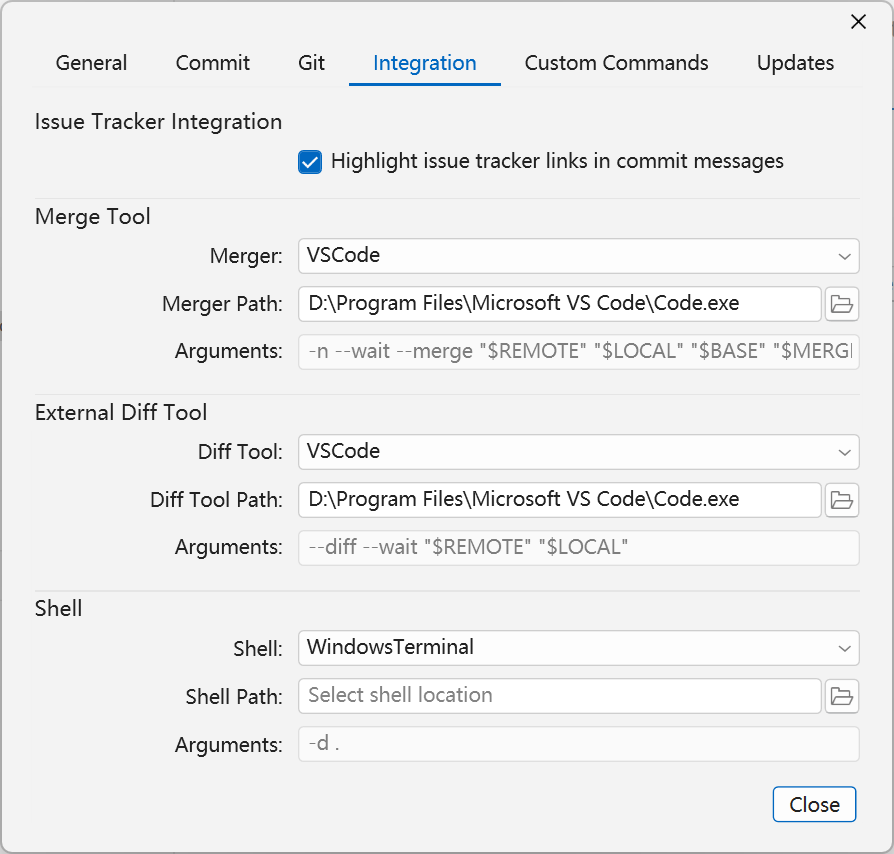 General Commit Git Integration Custom Commands Updates
Issue Tracker Integration
Highlight issue tracker links in commit messages
Merge Tool
Merger: VSCode
Merger Path: D:\Program Files\Microsoft VS Code\Code.exe
Arguments: -n --wait --merge "$REMOTE" "$LOCAL" "$BASE" "$MERG
External Diff Tool
Diff Tool: VSCode
Diff Tool Path: D:\Program Files\Microsoft VS Code\Code.exe
Arguments: --diff --wait "$REMOTE" "$LOCAL"
Shell
Shell: WindowsTerminal
Shell Path: Select shell location
Arguments: -d .
Close